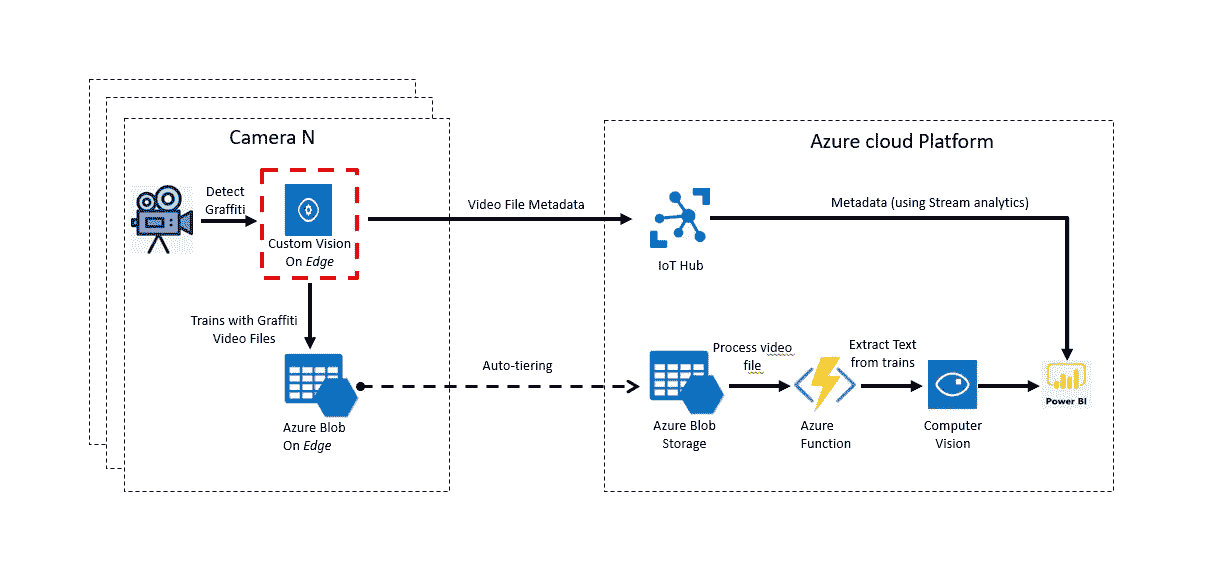 Camera N
Detect
Graffiti
Custom Vision
On Edge
Trains with Graffiti
Video Files
Azure Blob
On Edge
Video File Metadata
Auto-tiering
Azure cloud Platform
IoT Hub
Metadata (using Stream analytics)
Azure Blob
Storage
Process video
file
Azure
Function
Extract Text
from trains
Computer
Vision
Power BI